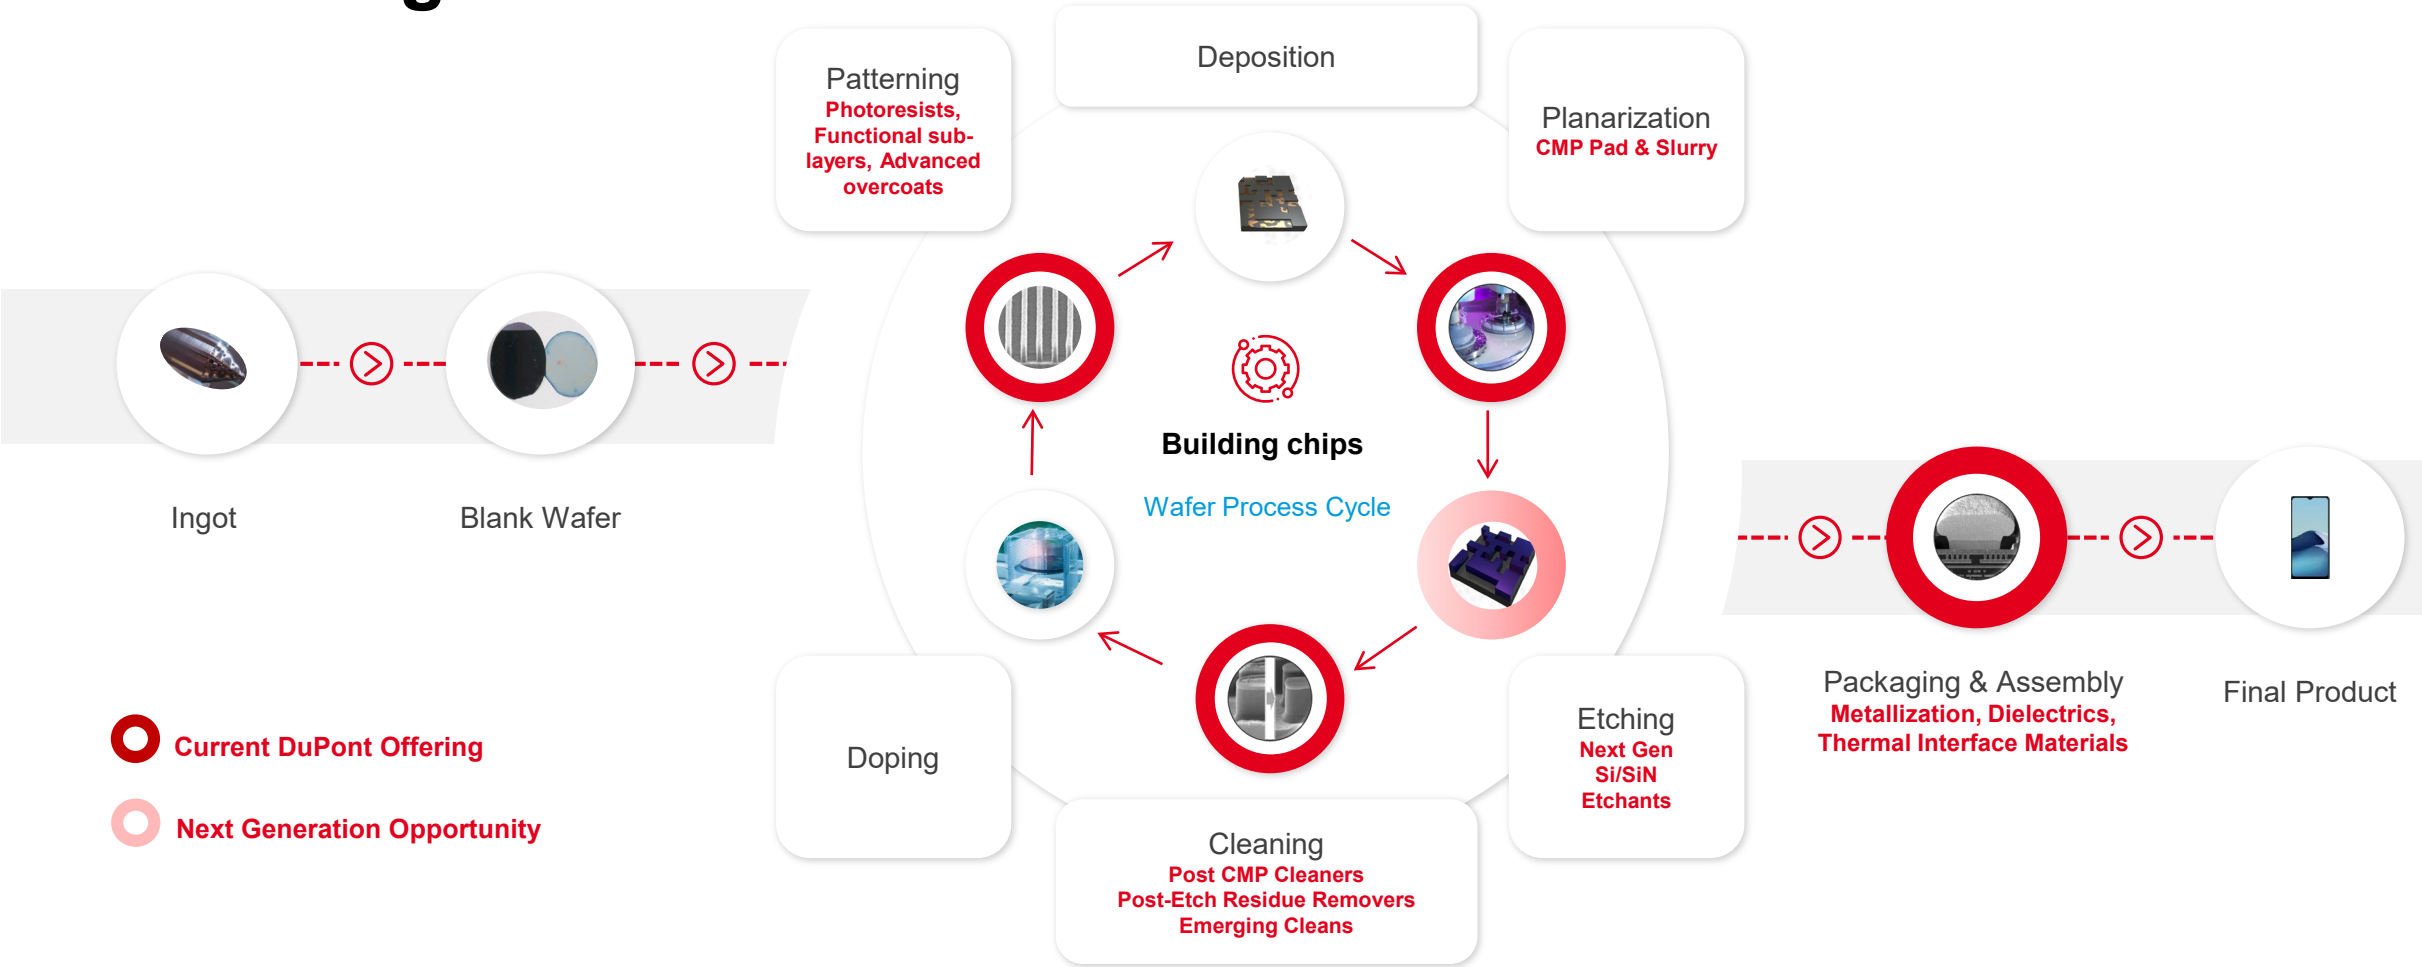 Deposition
Patterning
Photoresists,
Functional sub-
layers, Advanced
overcoats
Planarization
CMP Pad & Slurry
Building chips
Wafer Process Cycle
Ingot
Blank Wafer
Packaging & Assembly
Metallization, Dielectrics,
Thermal Interface Materials
Final Product
Etching
Next Gen
Si/SiN
Etchants
Doping
Cleaning
Post CMP Cleaners
Post-Etch Residue Removers
Emerging Cleans
Current DuPont Offering
Next Generation Opportunity